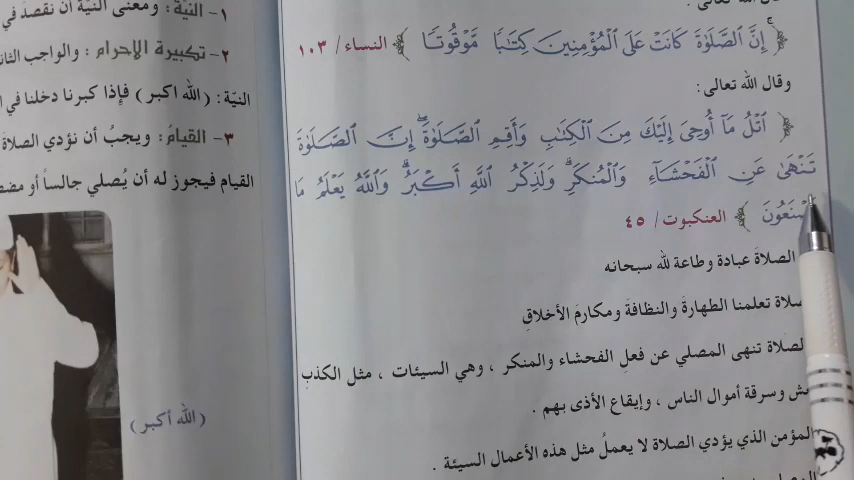 قال الله تعالى :
﴿ إِنَّ ٱلصَّلَوٰةَ كَانَتْ عَلَى ٱلْمُؤْمِنِينَ كِتَٰبًا مَّوْقُوتًا ﴾ النساء / ١٠٣
وقال الله تعالى :
﴿ ٱتْلُ مَآ أُوحِىَ إِلَيْكَ مِنَ ٱلْكِتَٰبِ وَأَقِمِ ٱلصَّلَوٰةَۖ إِنَّ ٱلصَّلَوٰةَ
تَنْهَىٰ عَنِ ٱلْفَحْشَآءِ وَٱلْمُنكَرِۗ وَلَذِكْرُ ٱللَّهِ أَكْبَرُۗ وَٱللَّهُ يَعْلَمُ مَا
تَصْنَعُونَ ﴾ العنكبوت / ٤٥
الصلاة عبادة وطاعة لله سبحانه
الصلاة تعلمنا الطهارة والنظافة ومكارم الأخلاق
الصلاة تنهى المصلي عن فعل الفحشاء والمنكر ، وهي السيئات ، مثل الكذب
وسرقة أموال الناس ، وإيقاع الأذى بهم .
المؤمن الذي يؤدي الصلاة لا يعملُ مثل هذه الأعمال السيئة .
١- النيّة : ومعنى النيّة أن نقصد في
٢- تكبيرة الإحرام : والواجب
النيّة : (الله اكبر) فإذا كبرنا دخلنا في
٣- القيامُ : ويجبُ أن نؤدي الصلاة
القيام فيجوز له أن يُصلي جالساً أو
(الله أكبر)